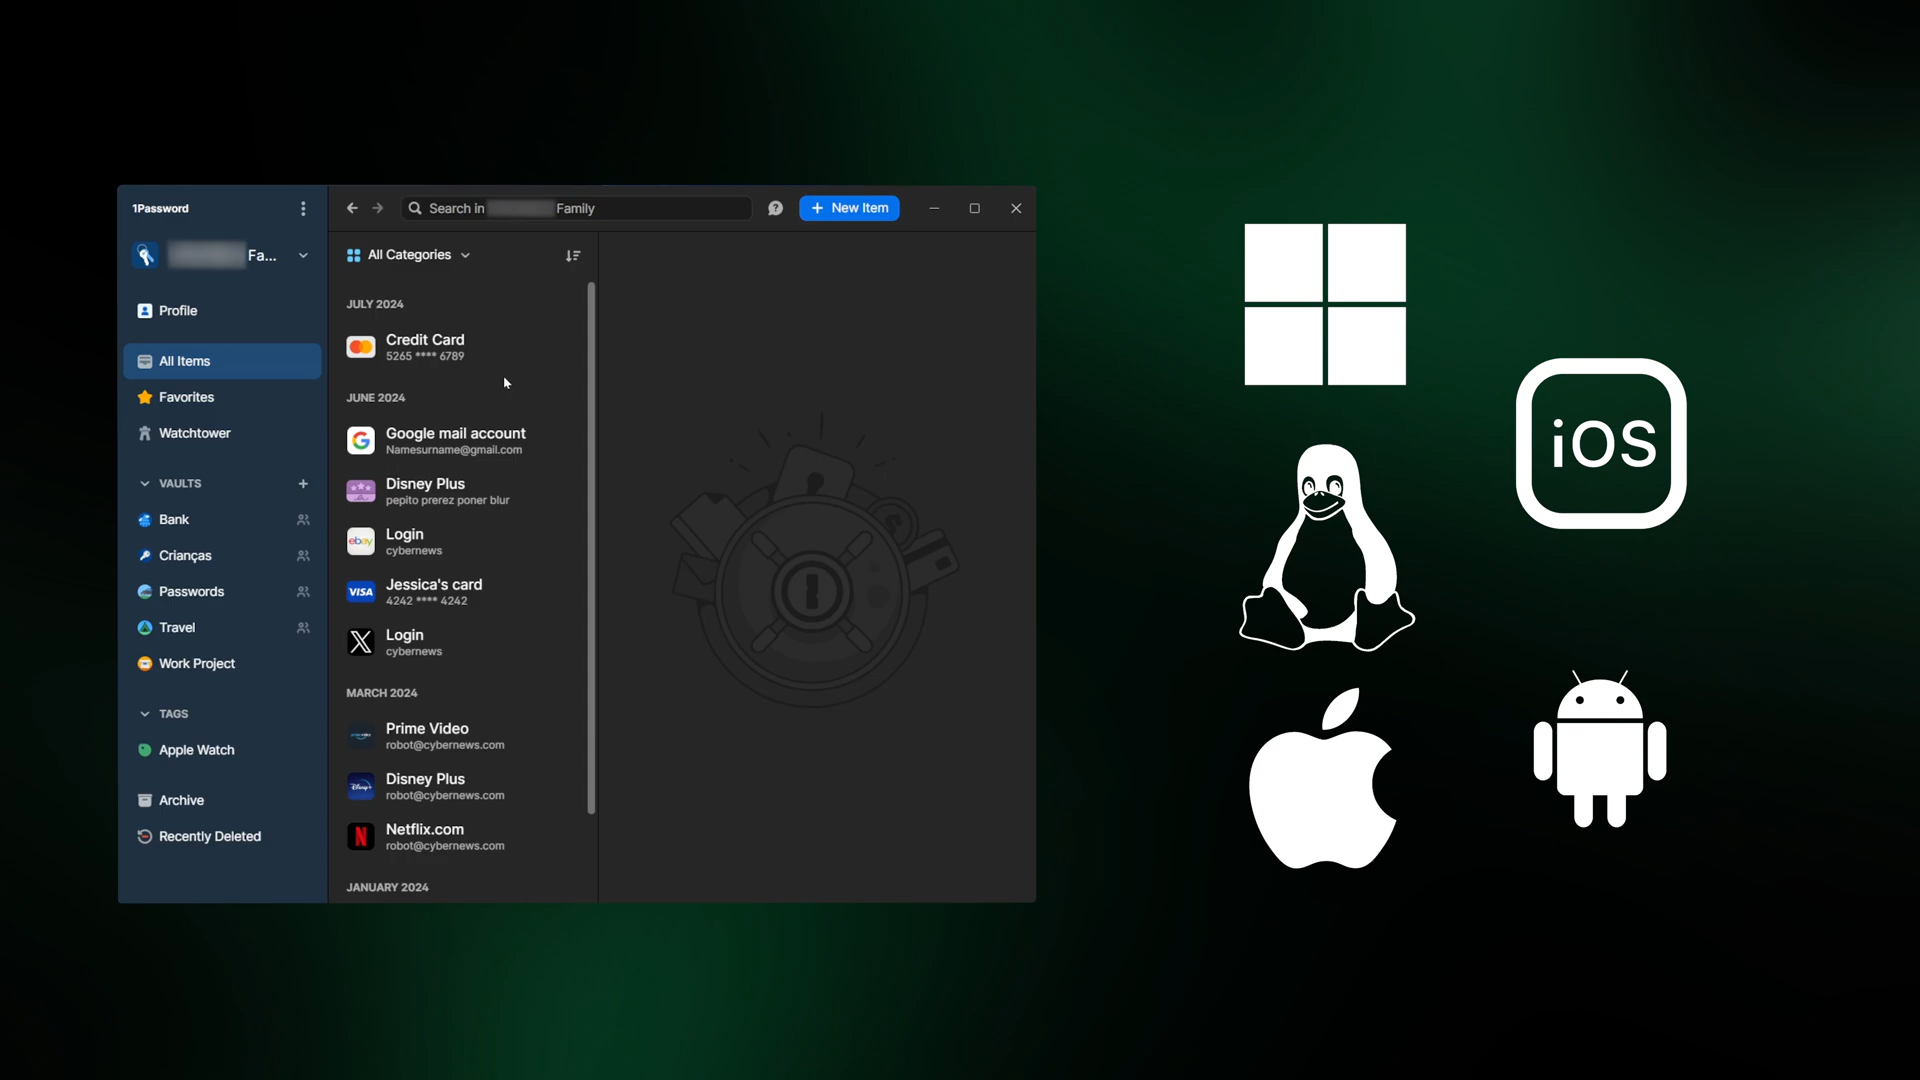 1Password
Search in
Family
New Item
Fa...
All Categories
Profile
All Items
Favorites
Watchtower
VAULTS
Bank
Crianças
Passwords
Travel
Work Project
TAGS
Apple Watch
Archive
Recently Deleted
JULY 2024
Credit Card
5265 **** 6789
JUNE 2024
Google mail account
Namesurname@gmail.com
Disney Plus
pepito prerez poner blur
ebay
Login
cybernews
VISA
Jessica's card
4242 **** 4242
Login
cybernews
MARCH 2024
Prime Video
robot@cybernews.com
Disney+
Disney Plus
robot@cybernews.com
Netflix.com
robot@cybernews.com
JANUARY 2024
iOS